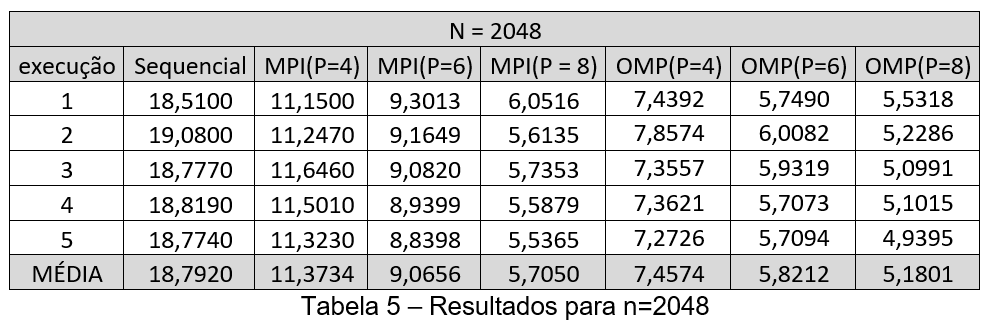 N = 2048
execução Sequencial MPI(P=4) MPI(P=6) MPI(P = 8) OMP(P=4) OMP(P=6) OMP(P=8)
1 18,5100 11,1500 9,3013 6,0516 7,4392 5,7490 5,5318
2 19,0800 11,2470 9,1649 5,6135 7,8574 6,0082 5,2286
3 18,7770 11,6460 9,0820 5,7353 7,3557 5,9319 5,0991
4 18,8190 11,5010 8,9399 5,5879 7,3621 5,7073 5,1015
5 18,7740 11,3230 8,8398 5,5365 7,2726 5,7094 4,9395
MÉDIA 18,7920 11,3734 9,0656 5,7050 7,4574 5,8212 5,1801
Tabela 5 – Resultados para n=2048